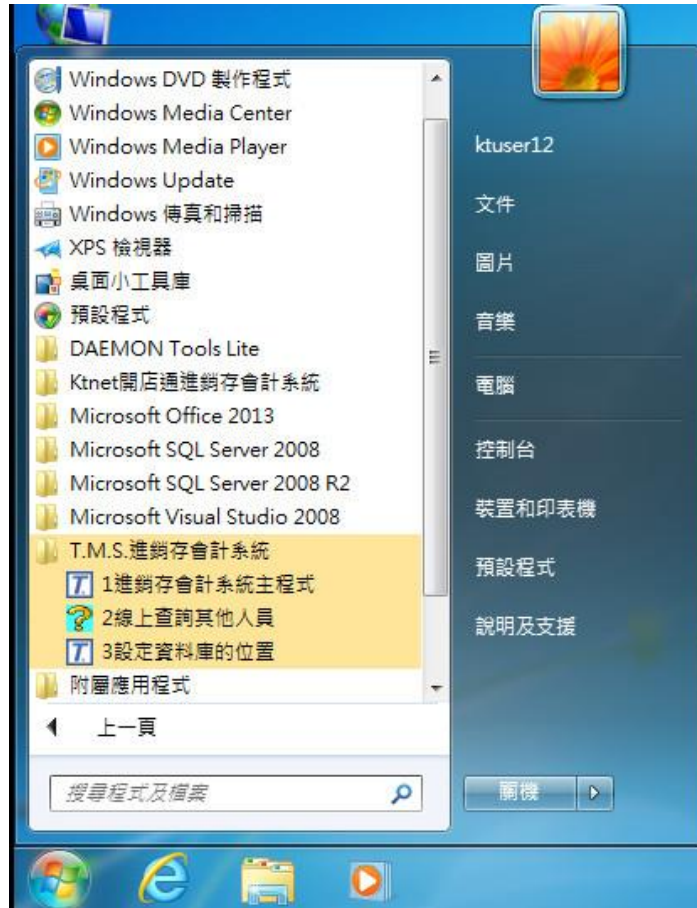 Windows DVD 製作程式
Windows Media Center
Windows Media Player
Windows Update
Windows 傳真和掃描
XPS 檢視器
桌面小工具庫
預設程式
DAEMON Tools Lite
Ktnet開店通進銷存會計系統
Microsoft Office 2013
Microsoft SQL Server 2008
Microsoft SQL Server 2008 R2
Microsoft Visual Studio 2008
T.M.S.進銷存會計系統
1進銷存會計系統主程式
2線上查詢其他人員
3設定資料庫的位置
附屬應用程式
上一頁
搜尋程式及檔案
ktuser12
文件
圖片
音樂
電腦
控制台
裝置和印表機
預設程式
說明及支援
關機